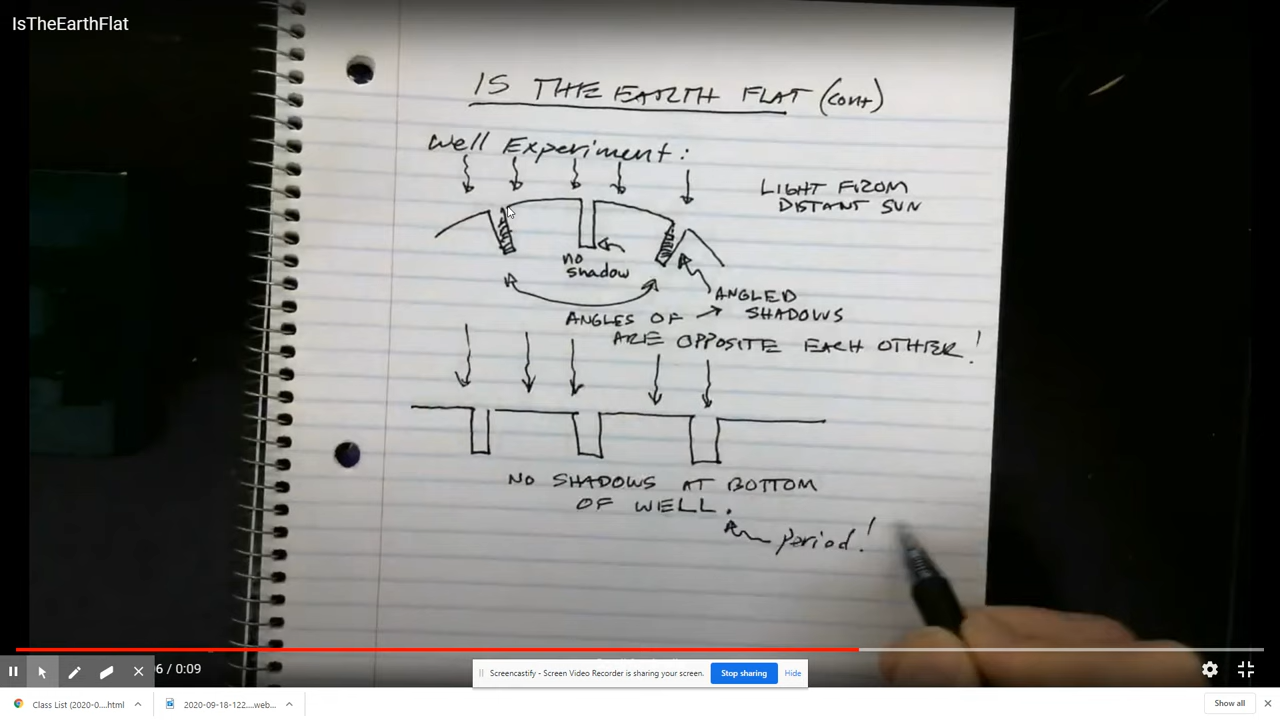 IsTheEarthFlat
IS THE EARTH FLAT (cont)
Well Experiment:
LIGHT FROM
DISTANT SUN
no
shadow
ANGLED
SHADOWS
ANGLES OF →
ARE OPPOSITE EACH OTHER!
NO SHADOWS AT BOTTOM
OF WELL.
period!
6 / 0:09
Screencastify - Screen Video Recorder is sharing your screen.
Stop sharing
Hide
Class List (2020-0....html
2020-09-18-122....web...
Show all